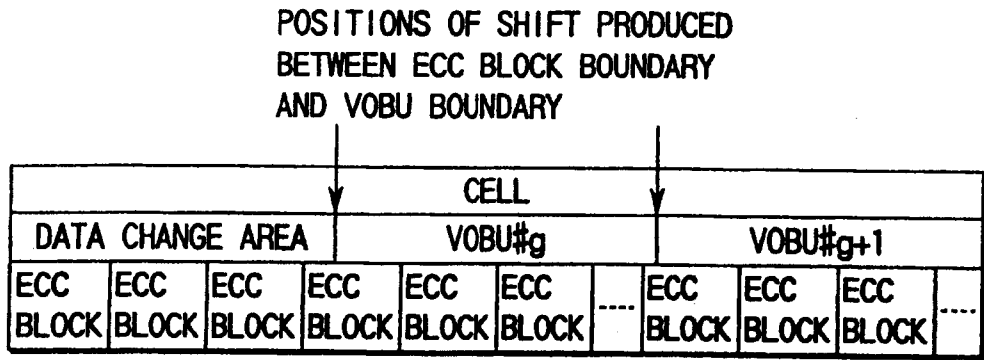 POSITIONS OF SHIFT PRODUCED
BETWEEN ECC BLOCK BOUNDARY
AND VOBU BOUNDARY
CELL
DATA CHANGE AREA VOBU#g VOBU#g+1
ECC ECC ECC ECC ECC ECC ---- ECC ECC ECC ----
BLOCK BLOCK BLOCK BLOCK BLOCK BLOCK BLOCK BLOCK BLOCK